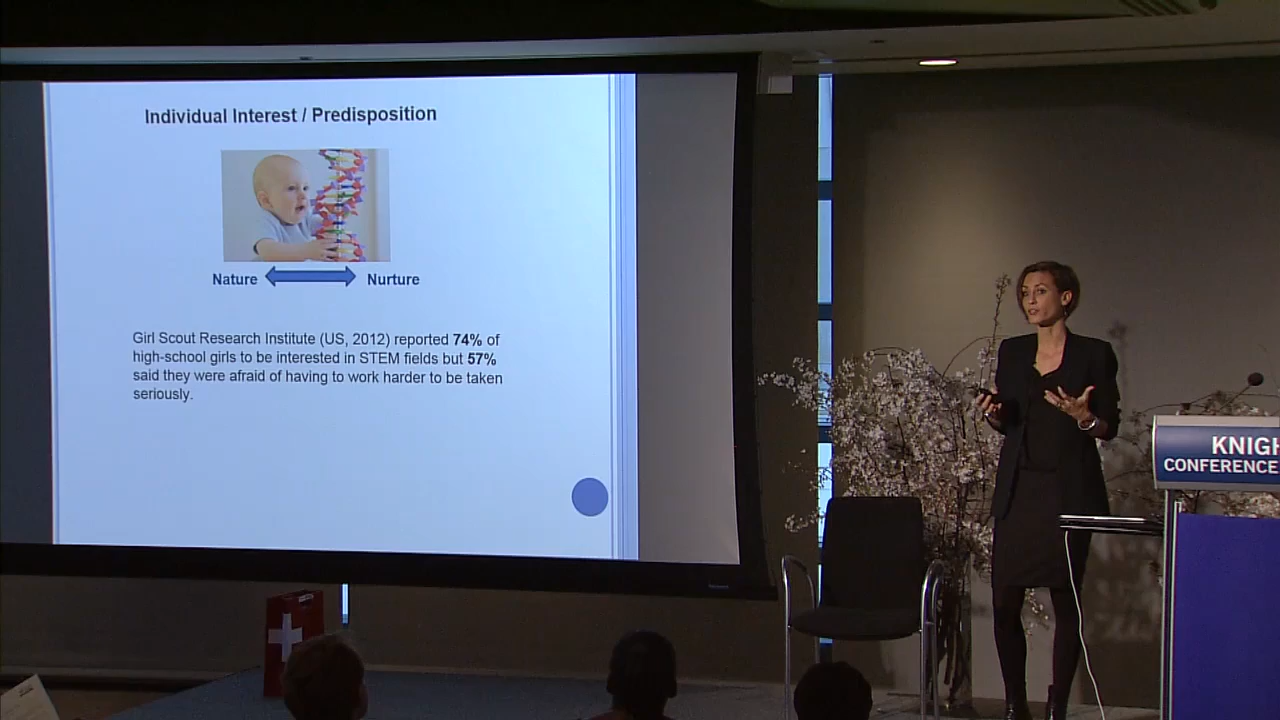 Individual Interest / Predisposition
Nature
Nurture
Girl Scout Research Institute (US, 2012) reported 74% of
high-school girls to be interested in STEM fields but 57%
said they were afraid of having to work harder to be taken
seriously.
KNIGH
CONFERENCE